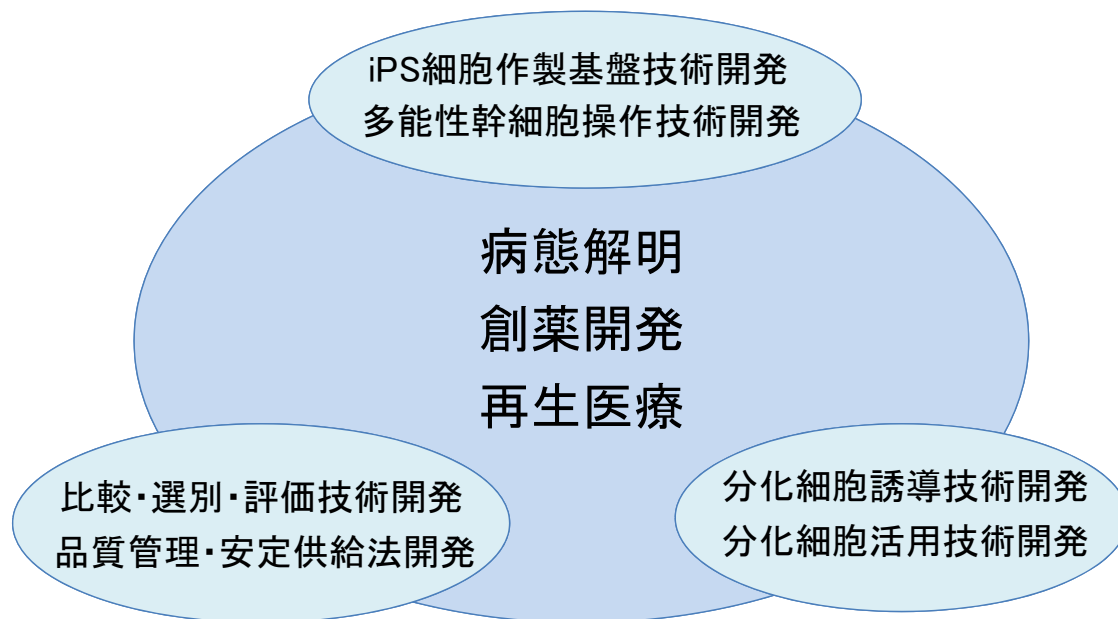 iPS細胞作製基盤技術開発
多能性幹細胞操作技術開発
病態解明
創薬開発
再生医療
比較・選別・評価技術開発
品質管理・安定供給法開発
分化細胞誘導技術開発
分化細胞活用技術開発